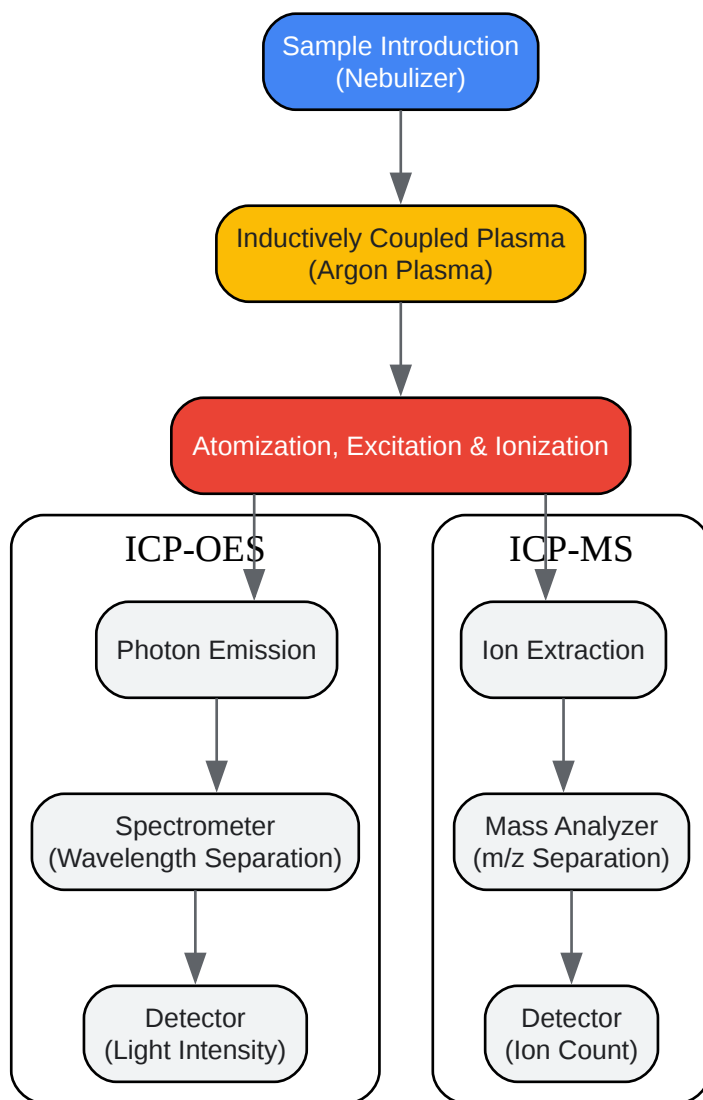 Sample Introduction
(Nebulizer)
Inductively Coupled Plasma
(Argon Plasma)
Atomization, Excitation & Ionization
ICP-OES
Photon Emission
Spectrometer
(Wavelength Separation)
Detector
(Light Intensity)
ICP-MS
Ion Extraction
Mass Analyzer
(m/z Separation)
Detector
(Ion Count)